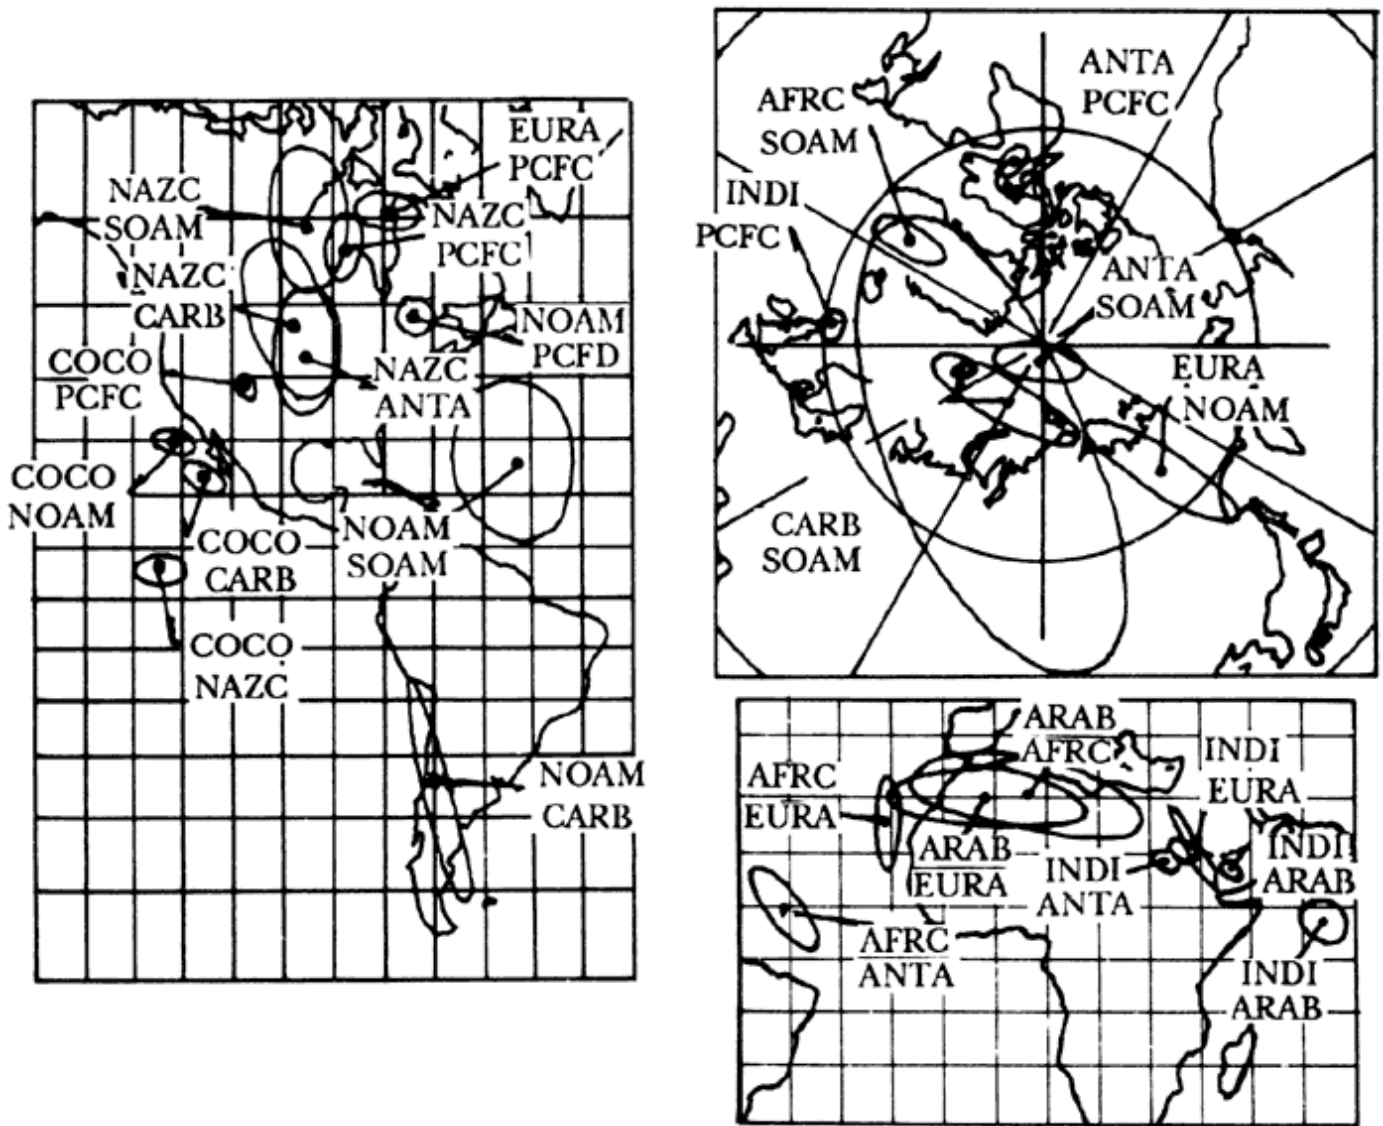 EURA
PCFC
NAZC
SOAM
NAZC
PCFC
NAZC
CARB
NOAM
PCFD
COCO
PCFC
NAZC
ANTA
COCO
NOAM
NOAM
SOAM
COCO
CARB
COCO
NAZC
NOAM
CARB
ANTA
PCFC
AFRC
SOAM
INDI
PCFC
ANTA
SOAM
EURA
NOAM
CARB
SOAM
ARAB
AFRC
INDI
EURA
AFRC
EURA
ARAB
EURA
INDI
ANTA
INDI
ARAB
AFRC
ANTA
INDI
ARAB